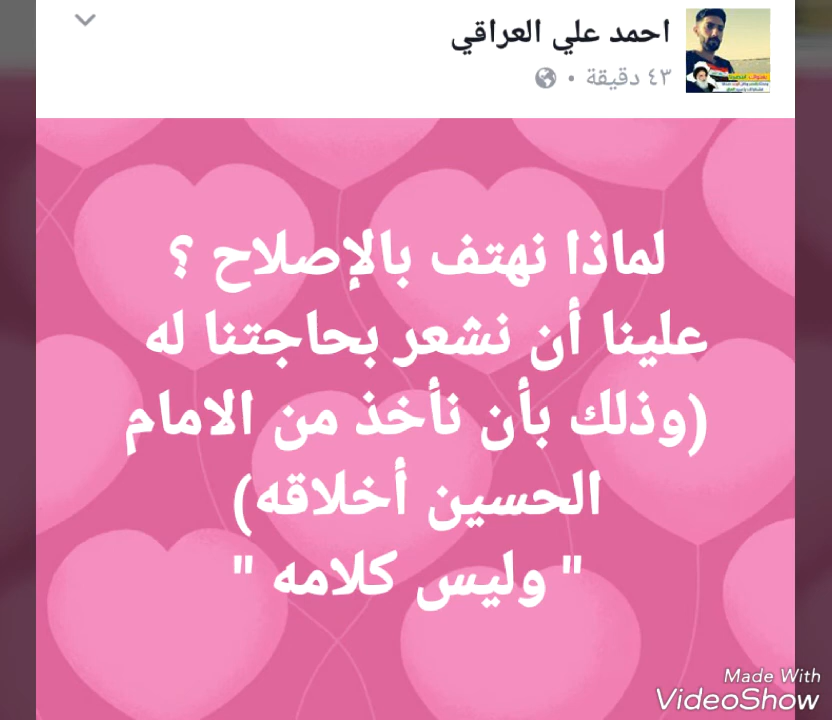 احمد علي العراقي
٤٣ دقيقة
لماذا نهتف بالإصلاح ؟
علينا أن نشعر بحاجتنا له
(وذلك بأن نأخذ من الامام
الحسين أخلاقه)
" وليس كلامه "
Made With
VideoShow